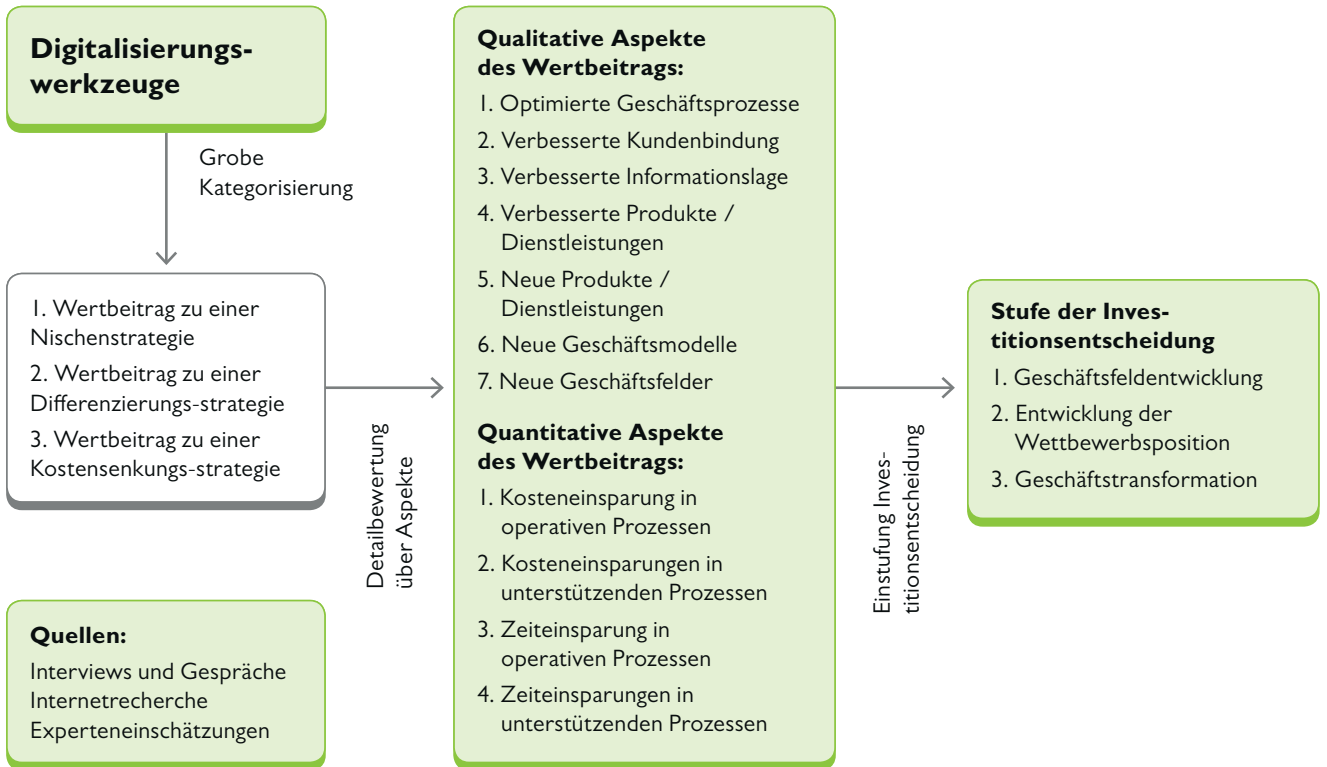 Digitalisierungs-
werkzeuge
Grobe
Kategorisierung
1. Wertbeitrag zu einer
Nischenstrategie
2. Wertbeitrag zu einer
Differenzierungs-strategie
3. Wertbeitrag zu einer
Kostensenkungs-strategie
Quellen:
Interviews und Gespräche
Internetrecherche
Experteneinschätzungen
Detailbewertung
über Aspekte
Qualitative Aspekte
des Wertbeitrags:
1. Optimierte Geschäftsprozesse
2. Verbesserte Kundenbindung
3. Verbesserte Informationslage
4. Verbesserte Produkte /
Dienstleistungen
5. Neue Produkte /
Dienstleistungen
6. Neue Geschäftsmodelle
7. Neue Geschäftsfelder
Quantitative Aspekte
des Wertbeitrags:
1. Kosteneinsparung in
operativen Prozessen
2. Kosteneinsparungen in
unterstützenden Prozessen
3. Zeiteinsparung in
operativen Prozessen
4. Zeiteinsparungen in
unterstützenden Prozessen
Einstufung Inves-
titionsentscheidung
Stufe der Inves-
titionsentscheidung
1. Geschäftsfeldentwicklung
2. Entwicklung der
Wettbewerbsposition
3. Geschäftstransformation